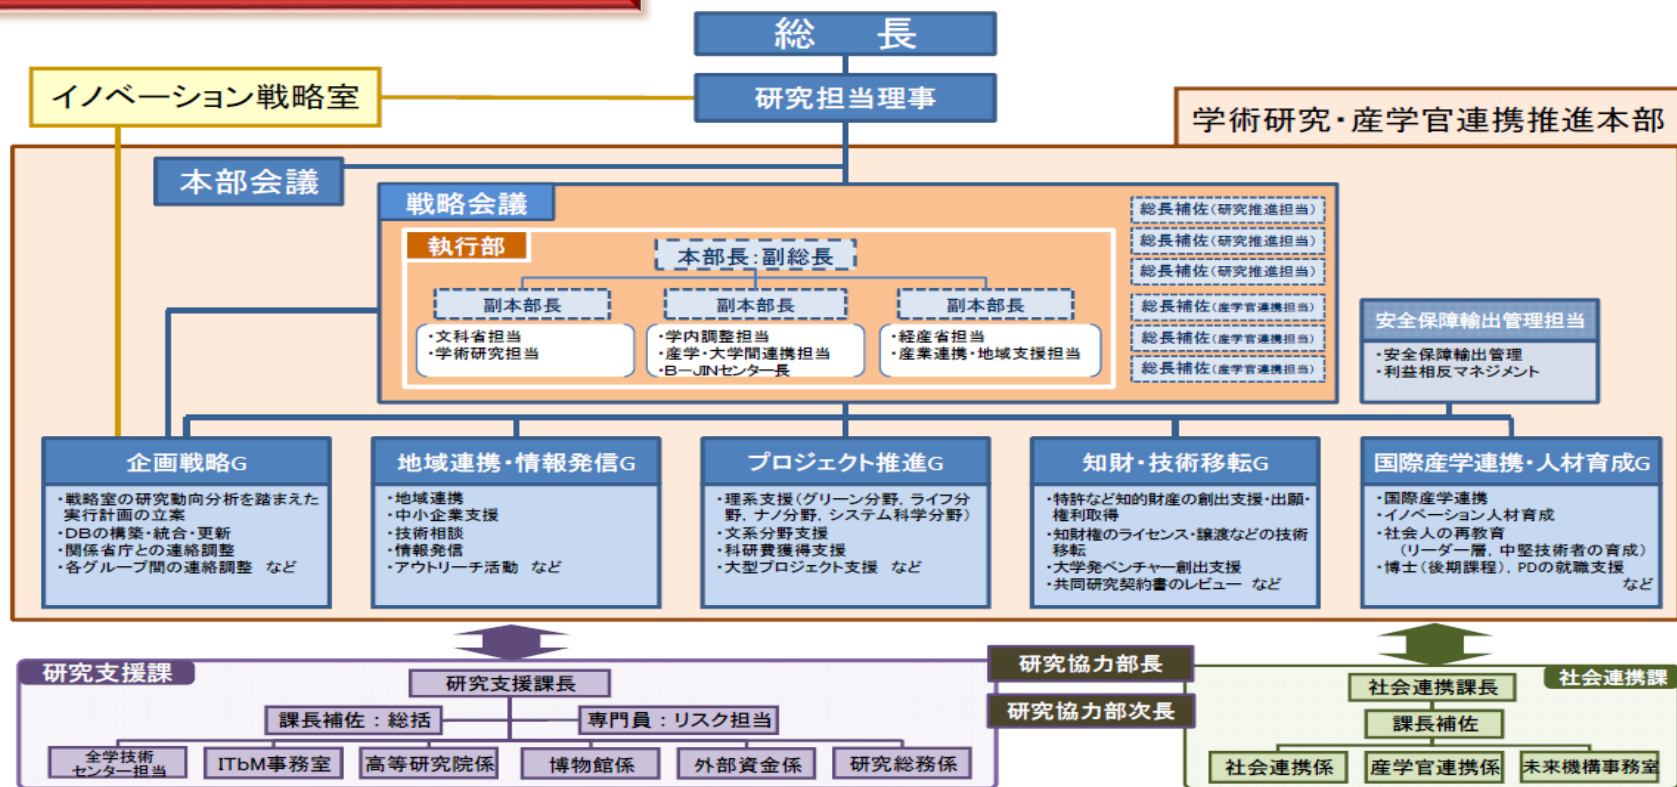 総 長
イノベーション戦略室
研究担当理事
学術研究・産学官連携推進本部
本部会議
戦略会議
執行部
本部長:副総長
副本部長
・文科省担当
・学術研究担当
副本部長
・学内調整担当
・産学・大学間連携担当
・B－JINセンター長
副本部長
・経産省担当
・産業連携・地域支援担当
総長補佐(研究推進担当)
総長補佐(研究推進担当)
総長補佐(研究推進担当)
総長補佐(産学官連携担当)
総長補佐(産学官連携担当)
総長補佐(産学官連携担当)
安全保障輸出管理担当
・安全保障輸出管理
・利益相反マネジメント
企画戦略G
・戦略室の研究動向分析を踏まえた
実行計画の立案
・DBの構築・統合・更新
・関係省庁との連絡調整
・各グループ間の連絡調整 など
地域連携・情報発信G
・地域連携
・中小企業支援
・技術相談
・情報発信
・アウトリーチ活動 など
プロジェクト推進G
・理系支援(グリーン分野, ライフ分
野, ナノ分野, システム科学分野)
・文系分野支援
・科研費獲得支援
・大型プロジェクト支援 など
知財・技術移転G
・特許など知的財産の創出支援・出願・
権利取得
・知財権のライセンス・譲渡などの技術
移転
・大学発ベンチャー創出支援
・共同研究契約書のレビュー など
国際産学連携・人材育成G
・国際産学連携
・イノベーション人材育成
・社会人の再教育
(リーダー層, 中堅技術者の育成)
・博士(後期課程), PDの就職支援
など
研究支援課
研究支援課長
課長補佐：総括
専門員：リスク担当
全学技術
センター担当
ITbM事務室
高等研究院係
博物館係
外部資金係
研究総務係
研究協力部長
研究協力部次長
社会連携課
社会連携課長
課長補佐
社会連携係
産学官連携係
未来機構事務室